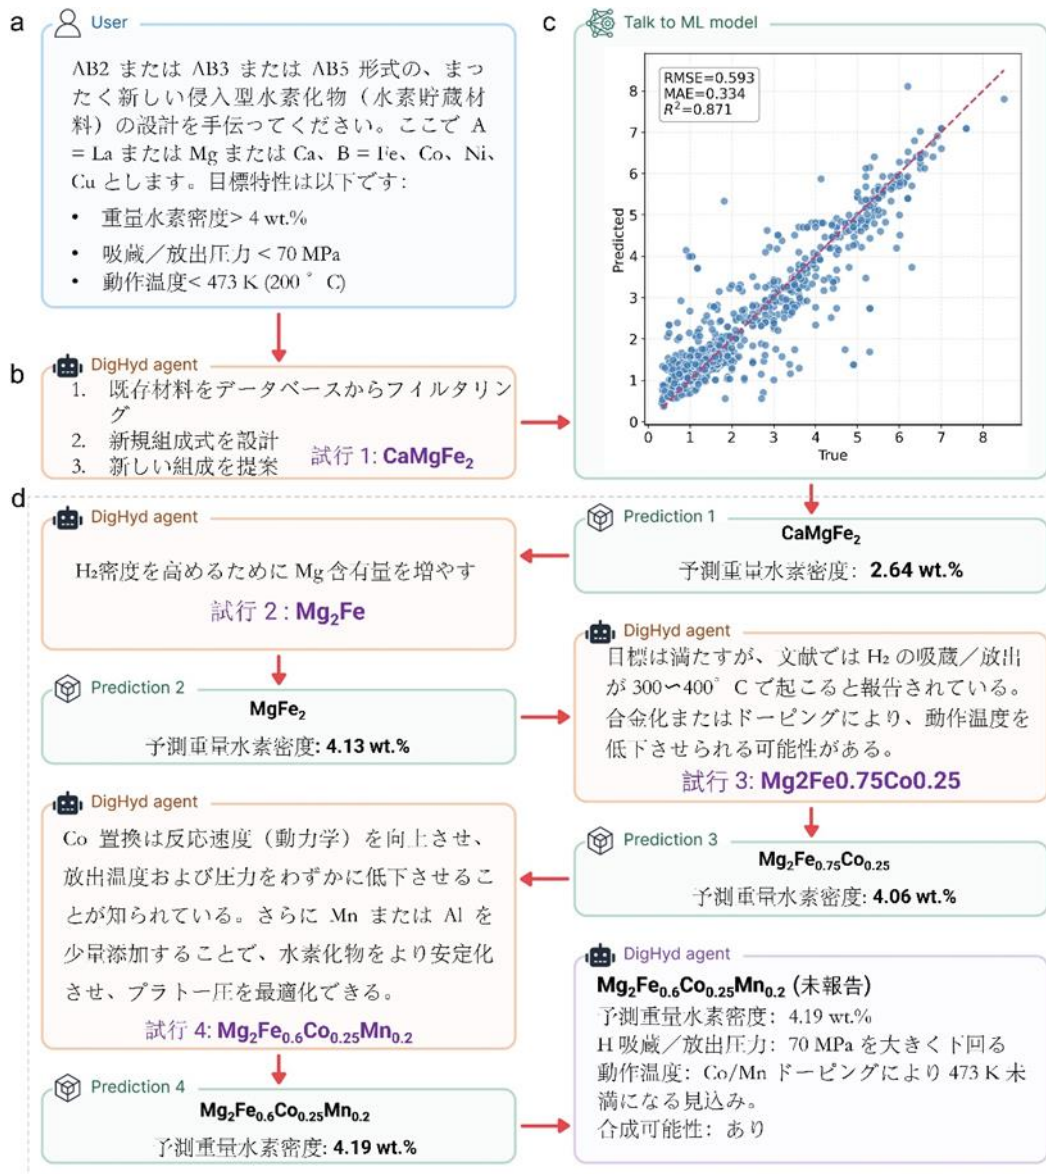 a
User
AB2 または AB3 または AB5 形式の、まっ
たく新しい侵入型水素化物（水素貯蔵材
料）の設計を手伝ってください。ここで A
= La または Mg または Ca、B = Fe、Co、Ni、
Cu とします。目標特性は以下です:
• 重量水素密度> 4 wt.%
• 吸蔵／放出圧力 < 70 MPa
• 動作温度< 473 K (200° C)
b
DigHyd agent
1. 既存材料をデータベースからフィルタリン
グ
2. 新規組成式を設計
3. 新しい組成を提案
試行 1: CaMgFe2
c
Talk to ML model
RMSE=0.593
MAE=0.334
R²=0.871
Predicted
8
7
6
5
4
3
2
1
0
0 1 2 3 4 5 6 7 8
True
d
Prediction 1
CaMgFe2
予測重量水素密度: 2.64 wt.%
DigHyd agent
H₂密度を高めるために Mg 含有量を増やす
試行 2 : Mg2Fe
Prediction 2
MgFe2
予測重量水素密度: 4.13 wt.%
DigHyd agent
目標は満たすが、文献では H₂ の吸蔵／放出
が 300〜400° C で起こると報告されている。
合金化またはドーピングにより、動作温度を
低下させられる可能性がある。
試行 3: Mg2Fe0.75Co0.25
Prediction 3
Mg2Fe0.75Co0.25
予測重量水素密度: 4.06 wt.%
DigHyd agent
Co 置換は反応速度（動力学）を向上させ、
放出温度および圧力をわずかに低下させるこ
とが知られている。さらに Mn または Al を
少量添加することで、水素化物をより安定化
させ、プラトー圧を最適化できる。
試行 4: Mg2Fe0.6Co0.25Mn0.2
Prediction 4
Mg2Fe0.6Co0.25Mn0.2
予測重量水素密度: 4.19 wt.%
DigHyd agent
Mg2Fe0.6Co0.25Mn0.2 (未報告)
予測重量水素密度: 4.19 wt.%
H 吸蔵／放出圧力: 70 MPa を大きく下回る
動作温度: Co/Mn ドーピングにより 473 K 未
満になる見込み。
合成可能性: あり